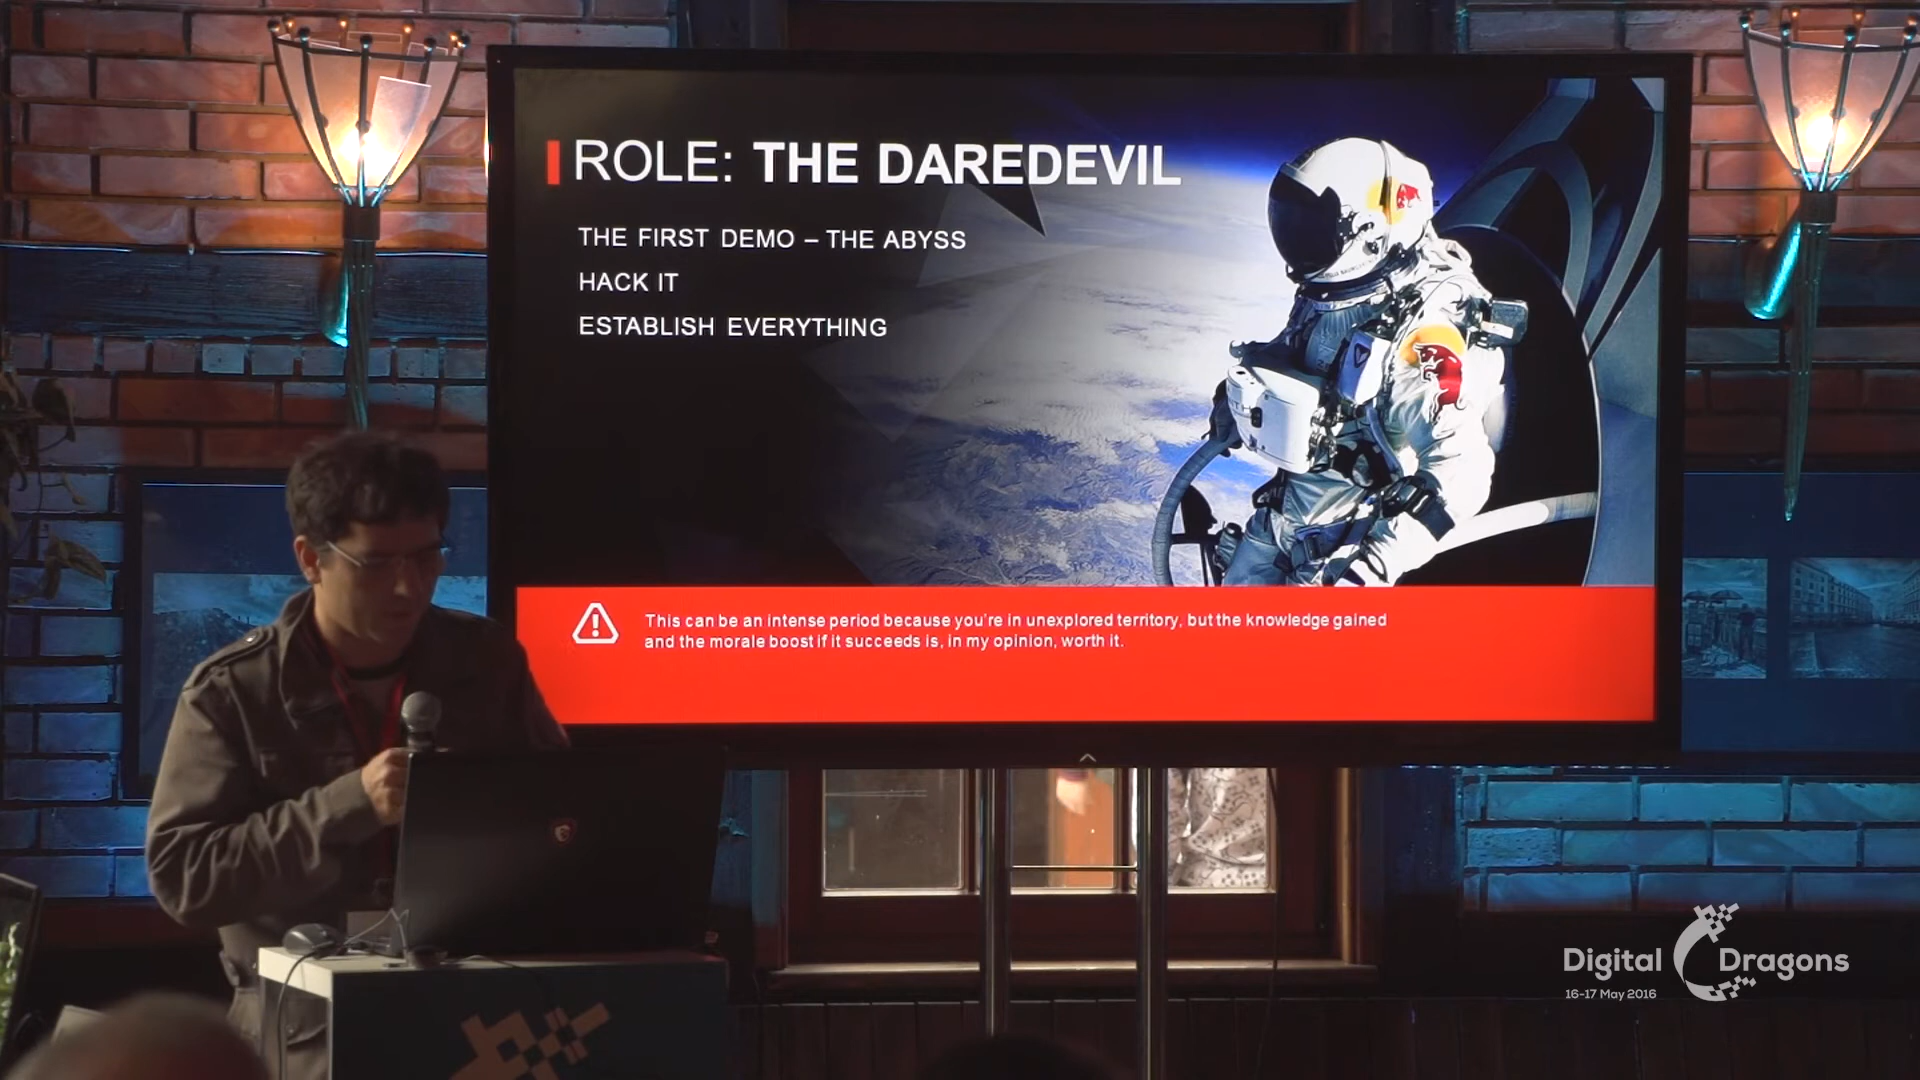 ROLE: THE DAREDEVIL
THE FIRST DEMO – THE ABYSS
HACK IT
ESTABLISH EVERYTHING
This can be an intense period because you're in unexplored territory, but the knowledge gained
and the morale boost if it succeeds is, in my opinion, worth it.
Digital Dragons
16-17 May 2016